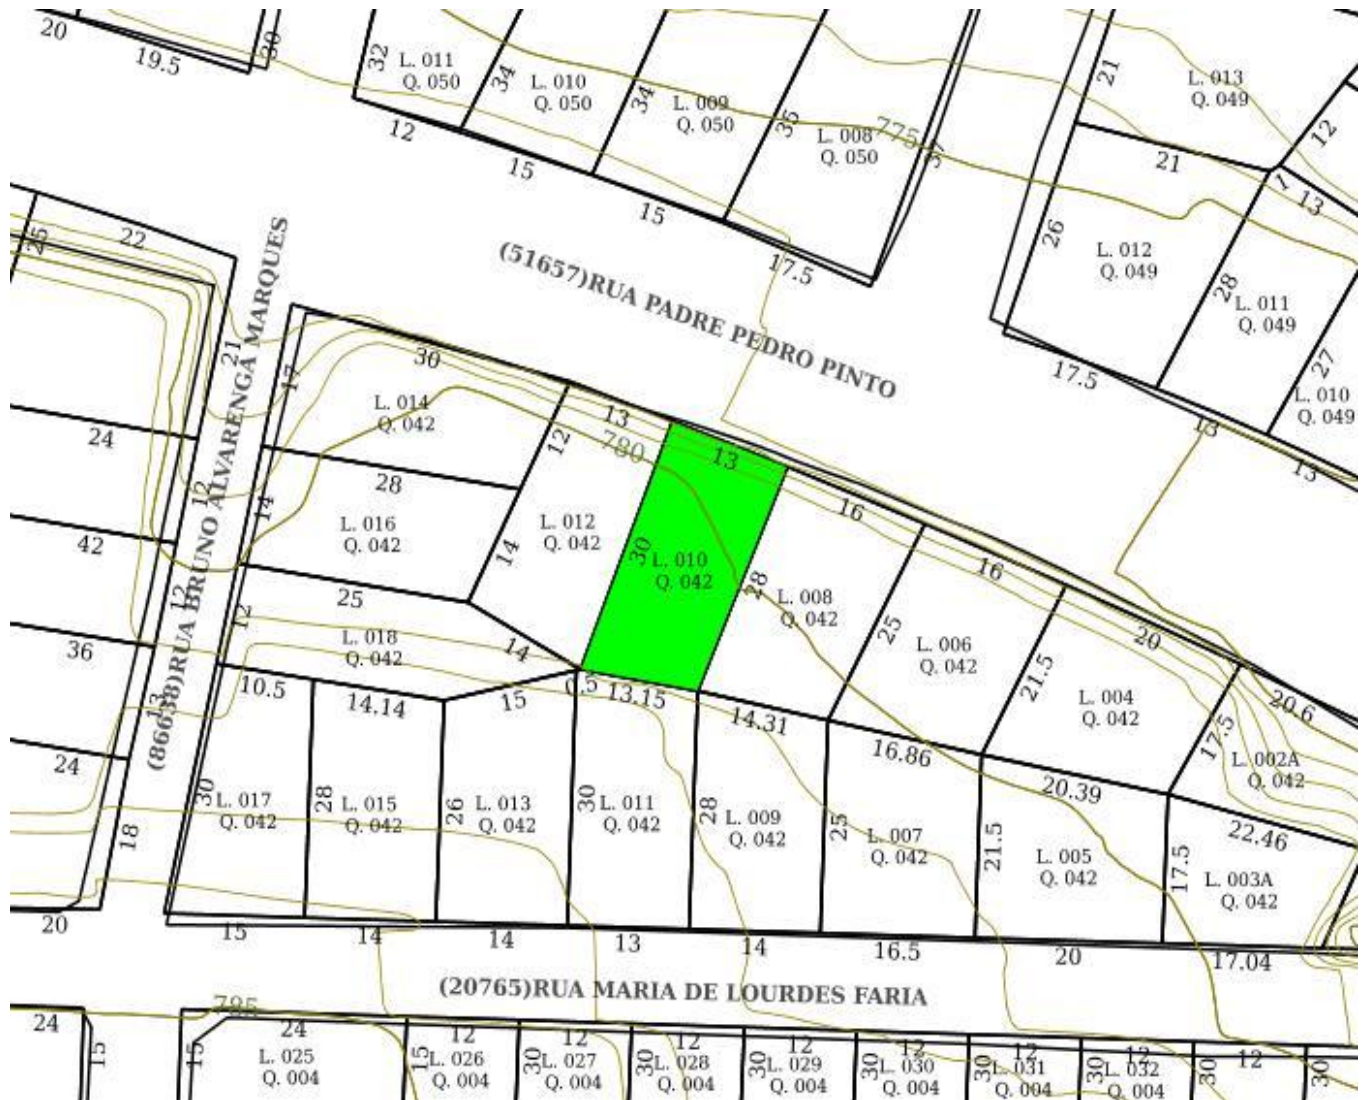 20
19.5
30
32
L. 011
Q. 050
34
L. 010
Q. 050
34
L. 009
Q. 050
35
L. 008
Q. 050
775
37
12
15
15
17.5
21
L. 013
Q. 049
12
21
1
13
26
L. 012
Q. 049
28
L. 011
Q. 049
27
L. 010
Q. 049
17.5
13
13
(51657)RUA PADRE PEDRO PINTO
25
22
21
24
12
42
12
36
13
24
18
20
(86638)RUA BRUNO ALVARENGA MARQUES
17
30
L. 014
Q. 042
12
13
780
13
28
14
L. 016
Q. 042
14
L. 012
Q. 042
30
L. 010
Q. 042
28
16
L. 008
Q. 042
16
25
L. 006
Q. 042
21.5
20
L. 004
Q. 042
17.5
20.6
L. 002A
Q. 042
25
12
L. 018
Q. 042
14
10.5
14.14
15
0.5
13.15
14.31
16.86
20.39
22.46
30
L. 017
Q. 042
28
L. 015
Q. 042
26
L. 013
Q. 042
30
L. 011
Q. 042
28
L. 009
Q. 042
25
L. 007
Q. 042
21.5
L. 005
Q. 042
17.5
L. 003A
Q. 042
15
14
14
13
14
16.5
20
17.04
(20765)RUA MARIA DE LOURDES FARIA
24
15
785
15
24
L. 025
Q. 004
15
12
L. 026
Q. 004
30
12
L. 027
Q. 004
30
12
L. 028
Q. 004
30
12
L. 029
Q. 004
30
12
L. 030
Q. 004
30
12
L. 031
Q. 004
30
12
L. 032
Q. 004
30
12
30